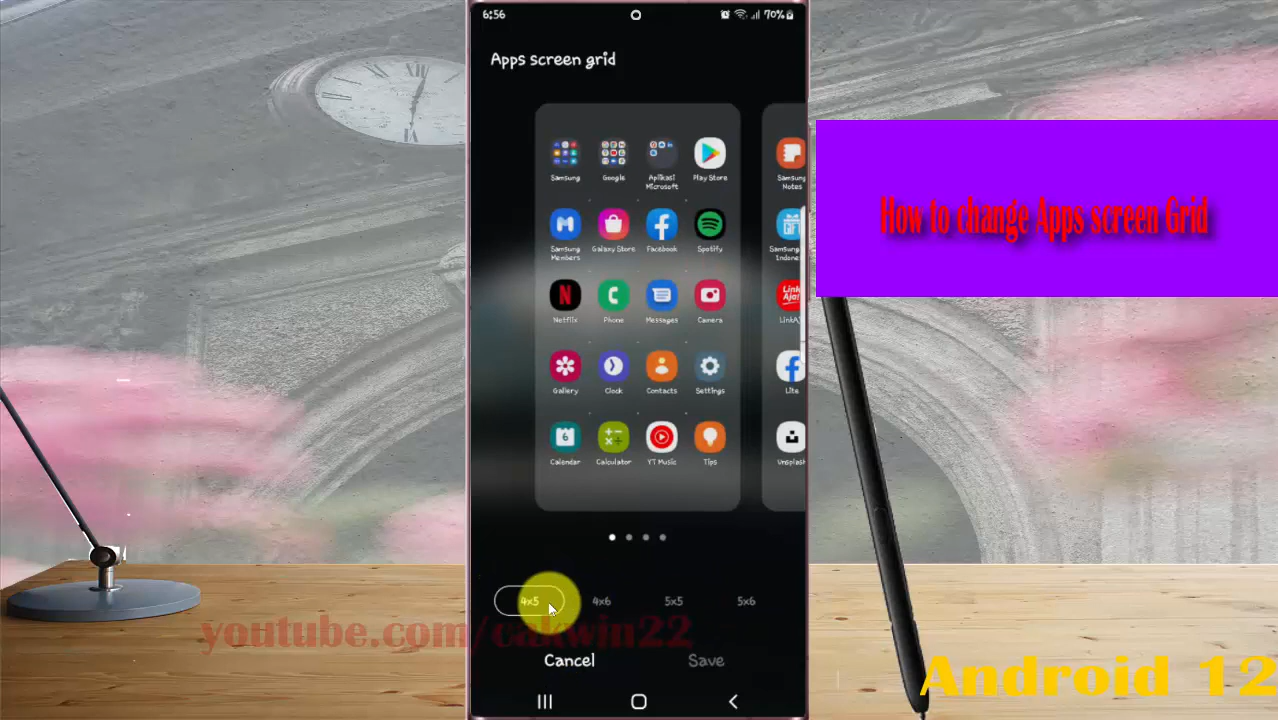 6:56
70%
Apps screen grid
Samsung
Google
Aplikasi Microsoft
Play Store
Samsung Notes
Samsung Members
Galaxy Store
Facebook
Spotify
Netflix
Phone
Messages
Camera
Gallery
Clock
Contacts
Settings
Lite
Calendar
Calculator
YT Music
Tips
Unsplash
4x5
4x6
5x5
5x6
Cancel
Save
How to change Apps screen Grid
youtube.com/cakwin22
Android 12